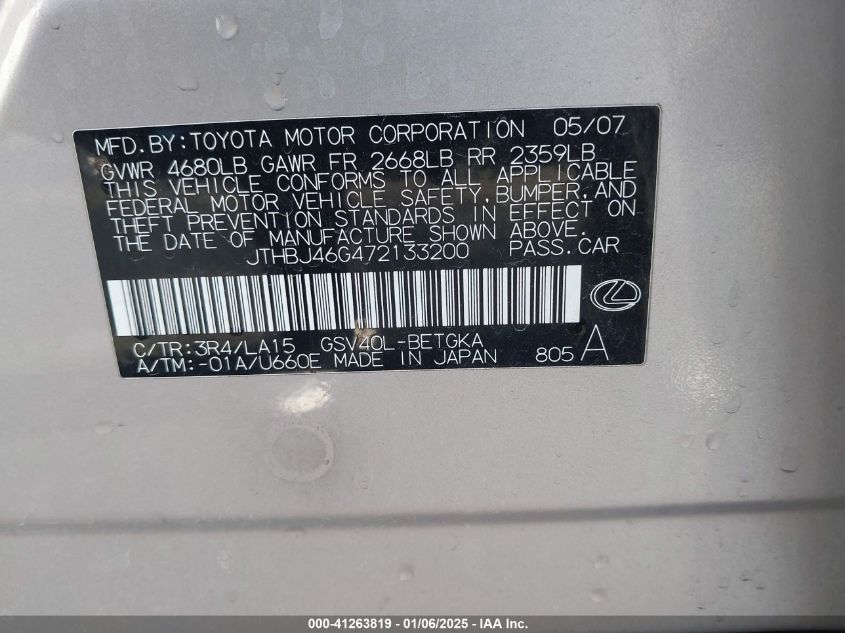 MFD.BY:TOYOTA MOTOR CORPORATION 05/07
GVWR 4680LB GAWR FR 2668LB RR 2359LB
THIS VEHICLE CONFORMS TO ALL APPLICABLE
FEDERAL MOTOR VEHICLE SAFETY,BUMPER,AND
THEFT PREVENTION STANDARDS IN EFFECT ON
THE DATE OF MANUFACTURE SHOWN ABOVE.
JTHBJ46G472133200 PASS.CAR
C/TR:3R4/LA15 GSV40L-BETGKA
A/TM:-01A/U660E MADE IN JAPAN 805 A
000-41263819 - 01/06/2025 - IAA Inc.